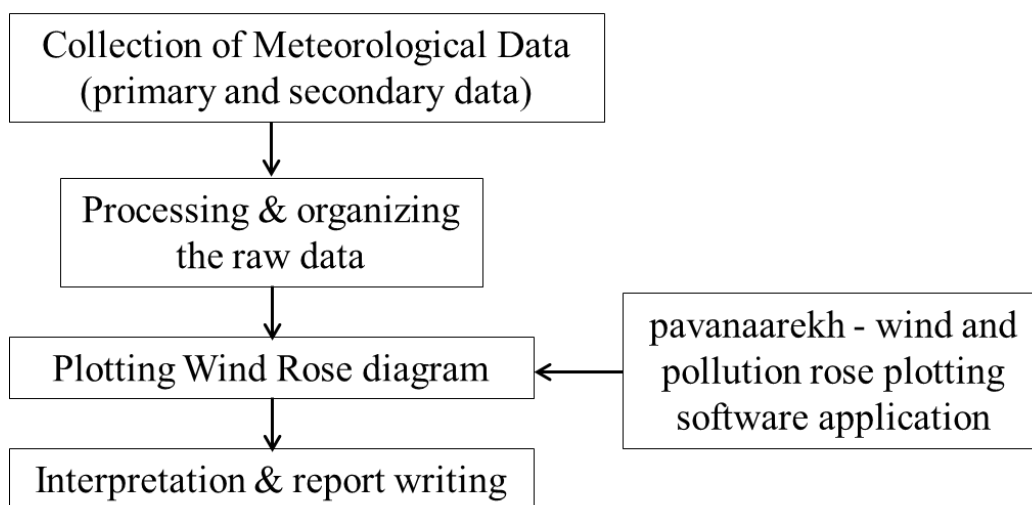 Collection of Meteorological Data
(primary and secondary data)
Processing & organizing
the raw data
Plotting Wind Rose diagram
pavanaarekh - wind and
pollution rose plotting
software application
Interpretation & report writing